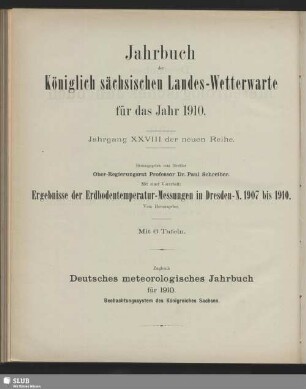 Jahrbuch
der
Königlich sächsischen Landes-Wetterwarte
für das Jahr 1910.
Jahrgang XXVIII der neuen Reihe.
Herausgegeben vom Direktor
Ober-Regierungsrat Professor Dr. Paul Schreiber.
Mit einem Vorwort:
Ergebnisse der Erdbodentemperatur-Messungen in Dresden-N. 1907 bis 1910.
Vom Herausgeber.
Mit 6 Tafeln.
Zugleich
Deutsches meteorologisches Jahrbuch
für 1910.
Beobachtungssystem des Königreiches Sachsen.
SLUB